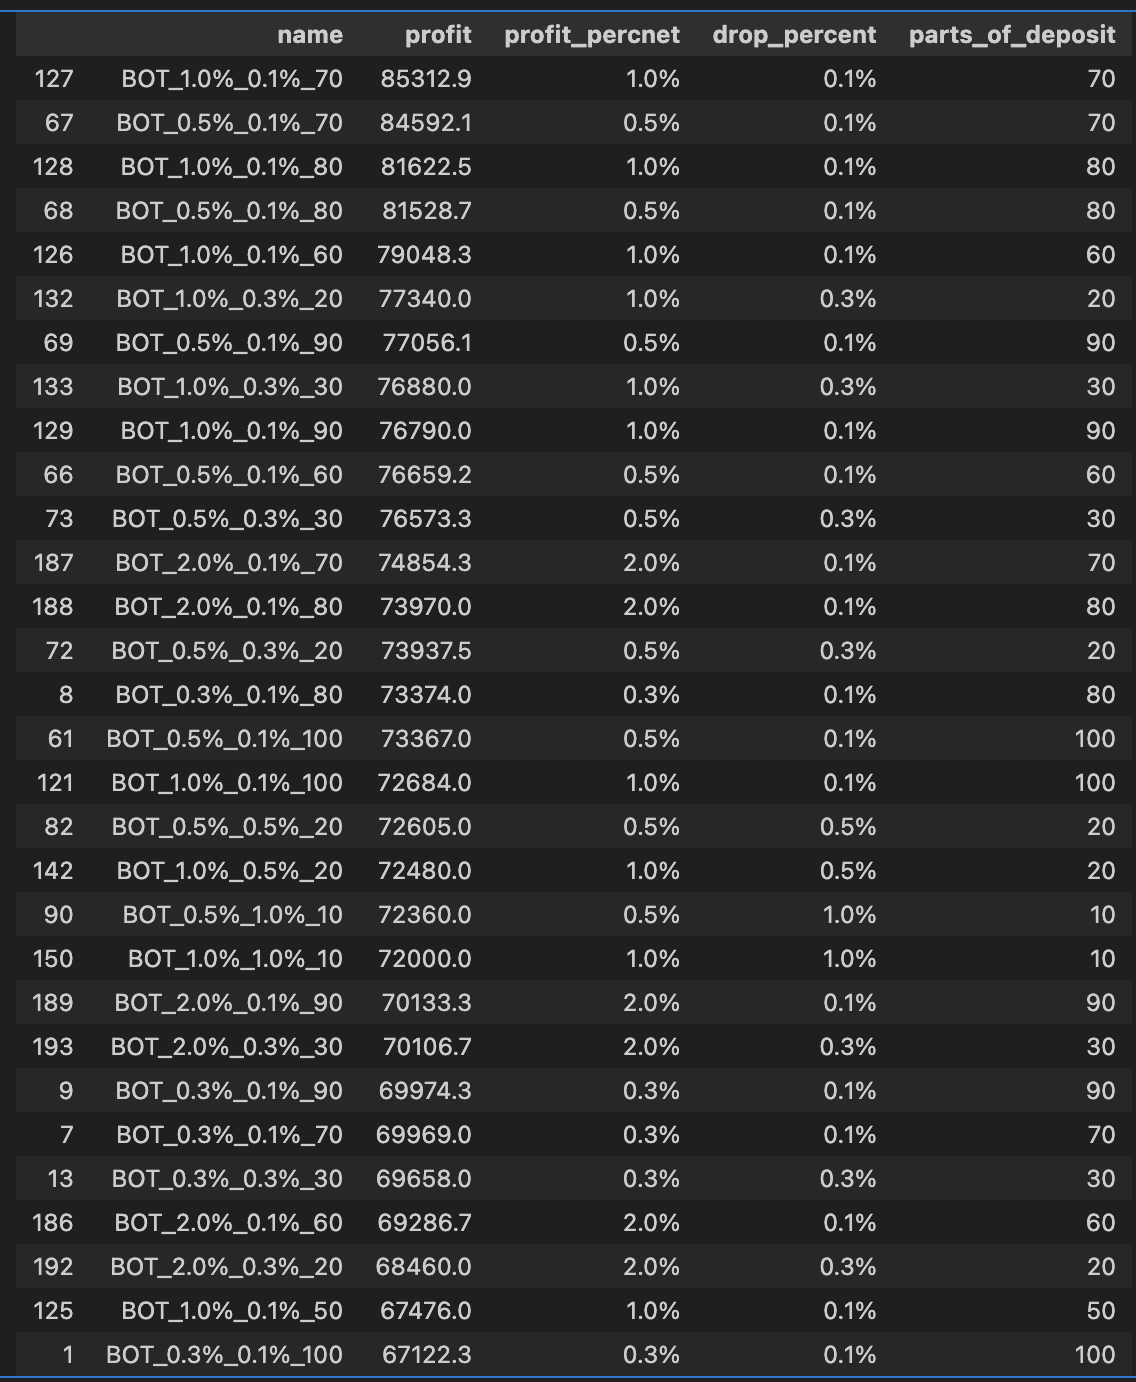 name profit profit_percnet drop_percent parts_of_deposit
127 BOT_1.0%_0.1%_70 85312.9 1.0% 0.1% 70
67 BOT_0.5%_0.1%_70 84592.1 0.5% 0.1% 70
128 BOT_1.0%_0.1%_80 81622.5 1.0% 0.1% 80
68 BOT_0.5%_0.1%_80 81528.7 0.5% 0.1% 80
126 BOT_1.0%_0.1%_60 79048.3 1.0% 0.1% 60
132 BOT_1.0%_0.3%_20 77340.0 1.0% 0.3% 20
69 BOT_0.5%_0.1%_90 77056.1 0.5% 0.1% 90
133 BOT_1.0%_0.3%_30 76880.0 1.0% 0.3% 30
129 BOT_1.0%_0.1%_90 76790.0 1.0% 0.1% 90
66 BOT_0.5%_0.1%_60 76659.2 0.5% 0.1% 60
73 BOT_0.5%_0.3%_30 76573.3 0.5% 0.3% 30
187 BOT_2.0%_0.1%_70 74854.3 2.0% 0.1% 70
188 BOT_2.0%_0.1%_80 73970.0 2.0% 0.1% 80
72 BOT_0.5%_0.3%_20 73937.5 0.5% 0.3% 20
8 BOT_0.3%_0.1%_80 73374.0 0.3% 0.1% 80
61 BOT_0.5%_0.1%_100 73367.0 0.5% 0.1% 100
121 BOT_1.0%_0.1%_100 72684.0 1.0% 0.1% 100
82 BOT_0.5%_0.5%_20 72605.0 0.5% 0.5% 20
142 BOT_1.0%_0.5%_20 72480.0 1.0% 0.5% 20
90 BOT_0.5%_1.0%_10 72360.0 0.5% 1.0% 10
150 BOT_1.0%_1.0%_10 72000.0 1.0% 1.0% 10
189 BOT_2.0%_0.1%_90 70133.3 2.0% 0.1% 90
193 BOT_2.0%_0.3%_30 70106.7 2.0% 0.3% 30
9 BOT_0.3%_0.1%_90 69974.3 0.3% 0.1% 90
7 BOT_0.3%_0.1%_70 69969.0 0.3% 0.1% 70
13 BOT_0.3%_0.3%_30 69658.0 0.3% 0.3% 30
186 BOT_2.0%_0.1%_60 69286.7 2.0% 0.1% 60
192 BOT_2.0%_0.3%_20 68460.0 2.0% 0.3% 20
125 BOT_1.0%_0.1%_50 67476.0 1.0% 0.1% 50
1 BOT_0.3%_0.1%_100 67122.3 0.3% 0.1% 100